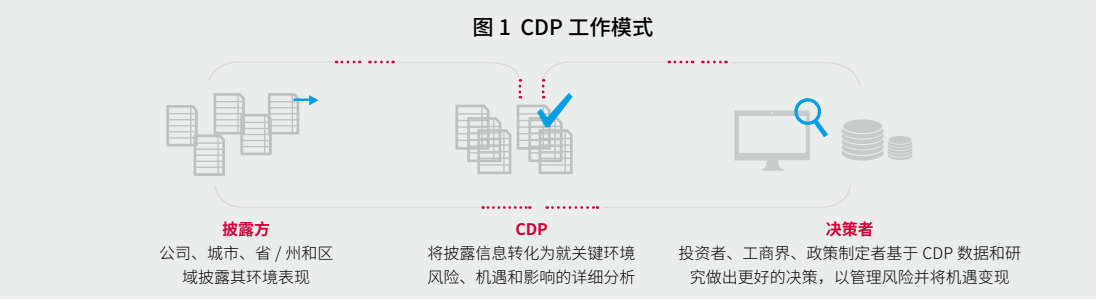 图 1 CDP 工作模式
披露方
公司、城市、省 / 州和区
域披露其环境表现
CDP
将披露信息转化为就关键环境
风险、机遇和影响的详细分析
决策者
投资者、工商界、政策制定者基于 CDP 数据和研
究做出更好的决策，以管理风险并将机遇变现